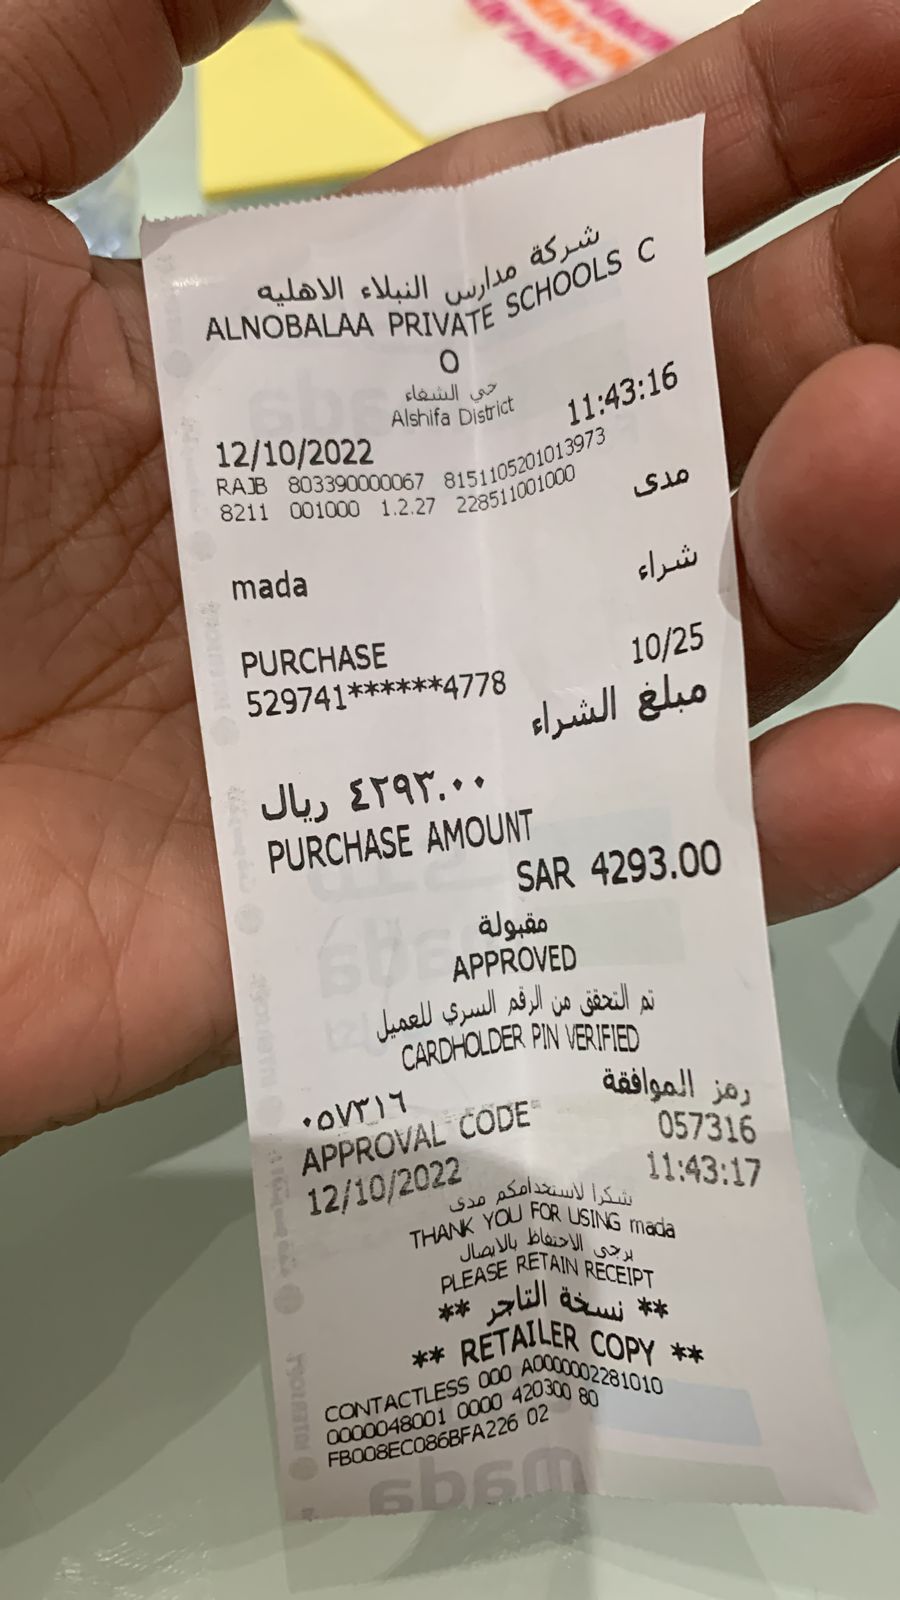 شركة مدارس النبلاء الاهليه
ALNOBALAA PRIVATE SCHOOLS C
O
حي الشفاء
Alshifa District
12/10/2022 11:43:16
RAJB 803390000067 8151105201013973
8211 001000 1.2.27 228511001000
مدى
mada
شراء
PURCHASE
529741******4778 10/25
مبلغ الشراء
٤٢٩٣.٠٠ ريال
PURCHASE AMOUNT
SAR 4293.00
مقبولة
APPROVED
تم التحقق من الرقم السري للعميل
CARDHOLDER PIN VERIFIED
رمز الموافقة
٠٥٧٣١٦
APPROVAL CODE 057316
12/10/2022 11:43:17
شكرا لاستخدامكم مدى
THANK YOU FOR USING mada
يرجى الاحتفاظ بالايصال
PLEASE RETAIN RECEIPT
** نسخة التاجر **
** RETAILER COPY **
CONTACTLESS 000 A0000002281010
0000048001 0000 420300 80
FB008EC086BFA226 02